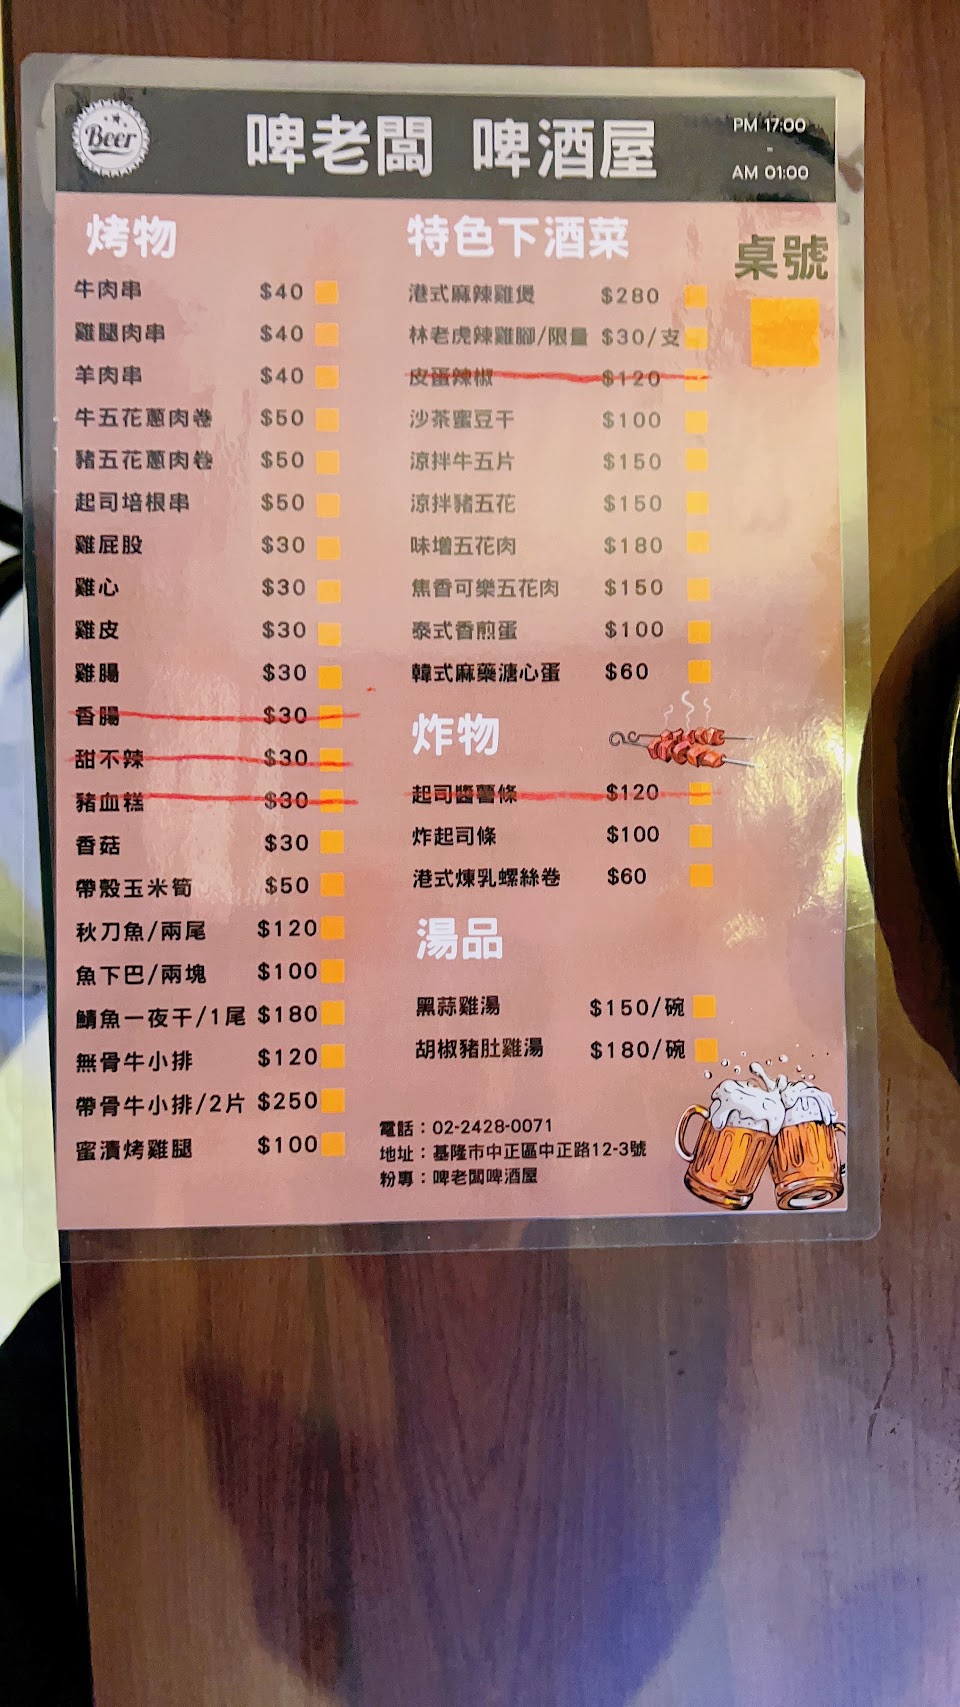 Beer
啤老闆 啤酒屋
PM 17:00
-
AM 01:00
烤物
牛肉串 $40
雞腿肉串 $40
羊肉串 $40
牛五花蔥肉卷 $50
豬五花蔥肉卷 $50
起司培根串 $50
雞屁股 $30
雞心 $30
雞皮 $30
雞腸 $30
香腸 $30
甜不辣 $30
豬血糕 $30
香菇 $30
帶殼玉米筍 $50
秋刀魚/兩尾 $120
魚下巴/兩塊 $100
鯖魚一夜干/1尾 $180
無骨牛小排 $120
帶骨牛小排/2片 $250
蜜漬烤雞腿 $100
特色下酒菜
港式麻辣雞煲 $280
林老虎辣雞腳/限量 $30/支
皮蛋辣椒 $120
沙茶蜜豆干 $100
涼拌牛五片 $150
涼拌豬五花 $150
味增五花肉 $180
焦香可樂五花肉 $150
泰式香煎蛋 $100
韓式麻藥溏心蛋 $60
炸物
起司醬薯條 $120
炸起司條 $100
港式煉乳螺絲卷 $60
湯品
黑蒜雞湯 $150/碗
胡椒豬肚雞湯 $180/碗
電話：02-2428-0071
地址：基隆市中正區中正路12-3號
粉專：啤老闆啤酒屋
桌號